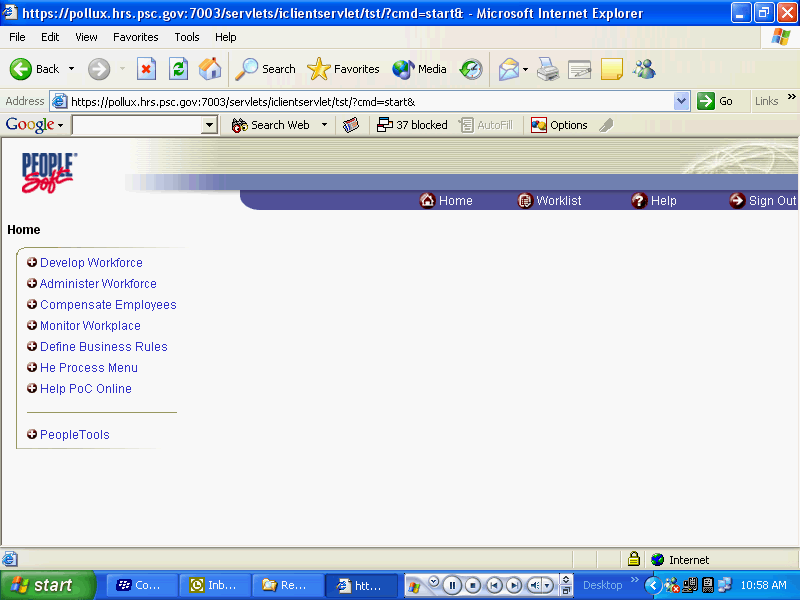 https://pollux.hrs.psc.gov:7003/servlets/iclientservlet/tst/?cmd=start& - Microsoft Internet Explorer
File Edit View Favorites Tools Help
Back Search Favorites Media
Address https://pollux.hrs.psc.gov:7003/servlets/iclientservlet/tst/?cmd=start& Go Links »
Google Search Web 37 blocked AutoFill Options
PEOPLE
Soft
Home Worklist Help Sign Out
Home
Develop Workforce
Administer Workforce
Compensate Employees
Monitor Workplace
Define Business Rules
He Process Menu
Help PoC Online
PeopleTools
Internet
start Co... Inb... Re... htt... Desktop » 10:58 AM